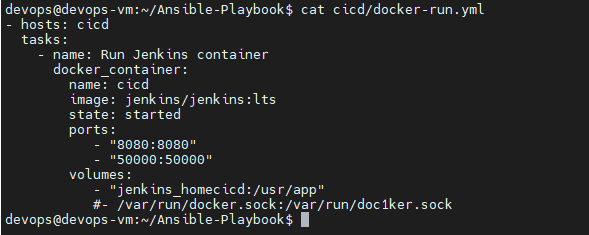 devops@devops-vm:~/Ansible-Playbook$ cat cicd/docker-run.yml
- hosts: cicd
  tasks:
    - name: Run Jenkins container
      docker_container:
        name: cicd
        image: jenkins/jenkins:lts
        state: started
        ports:
           - "8080:8080"
           - "50000:50000"
        volumes:
           - "jenkins_homecicd:/usr/app"
           #- /var/run/docker.sock:/var/run/doc1ker.sock
devops@devops-vm:~/Ansible-Playbook$